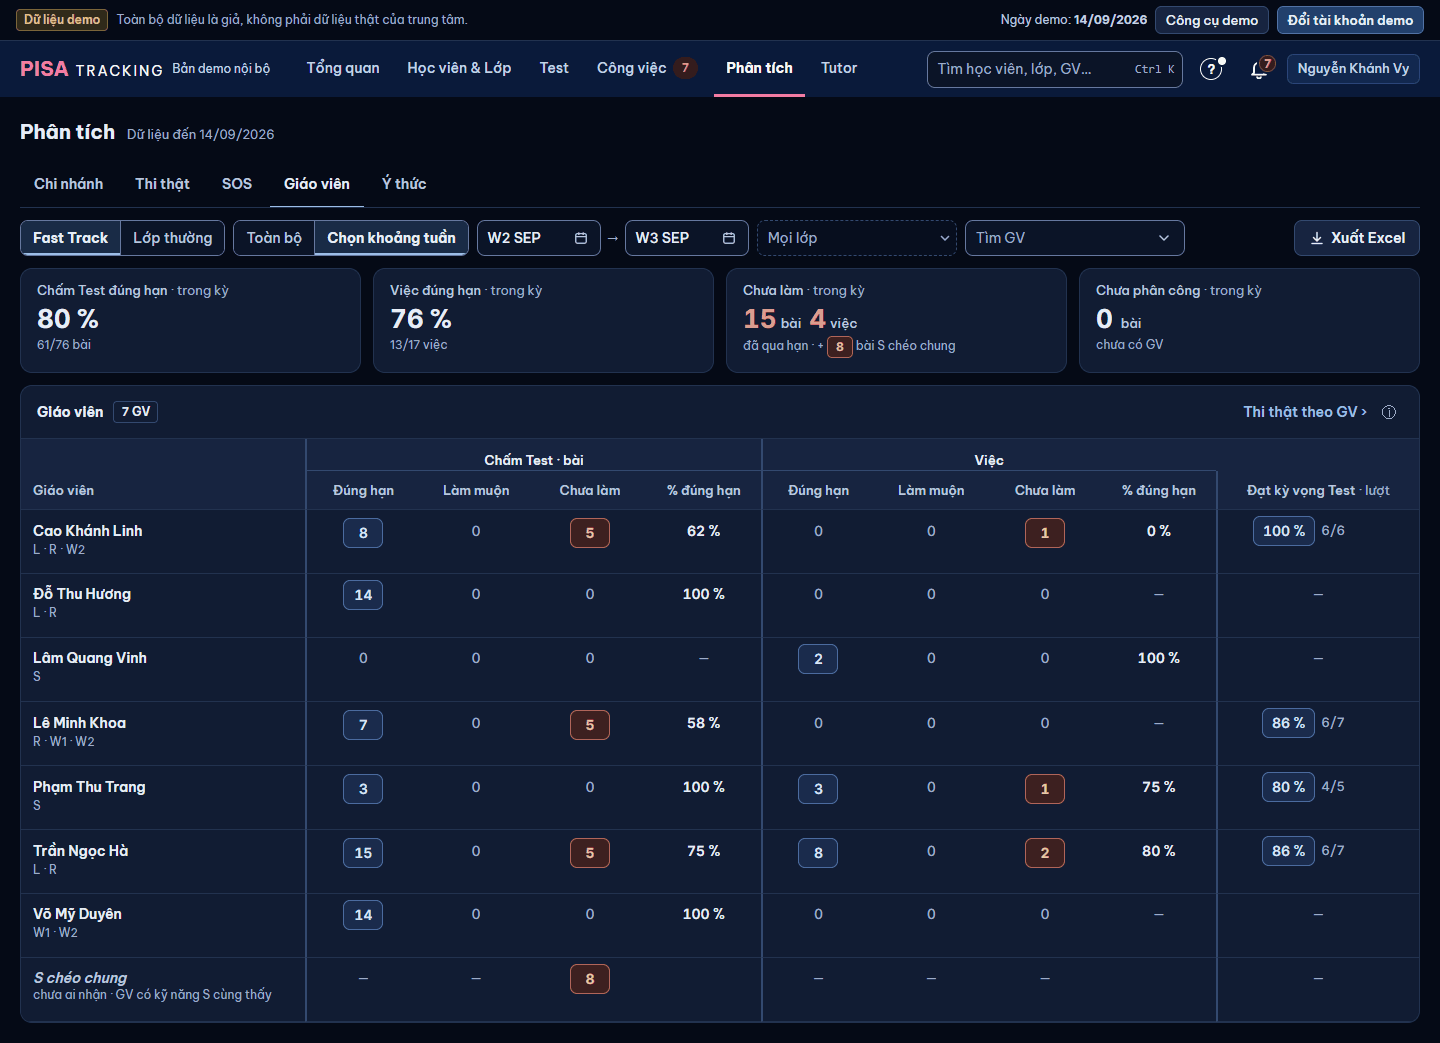 Dữ liệu demo Toàn bộ dữ liệu là giả, không phải dữ liệu thật của trung tâm. Ngày demo: 14/09/2026 Công cụ demo Đổi tài khoản demo
PISA TRACKING Bản demo nội bộ Tổng quan Học viên & Lớp Test Công việc 7 Phân tích Tutor Tìm học viên, lớp, GV... Ctrl K ? 7 Nguyễn Khánh Vy
Phân tích Dữ liệu đến 14/09/2026
Chi nhánh Thi thật SOS Giáo viên Ý thức
Fast Track Lớp thường Toàn bộ Chọn khoảng tuần W2 SEP → W3 SEP Mọi lớp Tìm GV Xuất Excel
Chấm Test đúng hạn · trong kỳ
80 %
61/76 bài
Việc đúng hạn · trong kỳ
76 %
13/17 việc
Chưa làm · trong kỳ
15 bài 4 việc
đã qua hạn · + 8 bài S chéo chung
Chưa phân công · trong kỳ
0 bài
chưa có GV
Giáo viên 7 GV Thi thật theo GV ›
Chấm Test · bài Việc
Giáo viên Đúng hạn Làm muộn Chưa làm % đúng hạn Đúng hạn Làm muộn Chưa làm % đúng hạn Đạt kỳ vọng Test · lượt
Cao Khánh Linh 8 0 5 62 % 0 0 1 0 % 100 % 6/6
L · R · W2
Đỗ Thu Hương 14 0 0 100 % 0 0 0 — —
L · R
Lâm Quang Vinh 0 0 0 — 2 0 0 100 % —
S
Lê Minh Khoa 7 0 5 58 % 0 0 0 — 86 % 6/7
R · W1 · W2
Phạm Thu Trang 3 0 0 100 % 3 0 1 75 % 80 % 4/5
S
Trần Ngọc Hà 15 0 5 75 % 8 0 2 80 % 86 % 6/7
L · R
Võ Mỹ Duyên 14 0 0 100 % 0 0 0 — —
W1 · W2
S chéo chung — — 8 — — — —
chưa ai nhận · GV có kỹ năng S cùng thấy